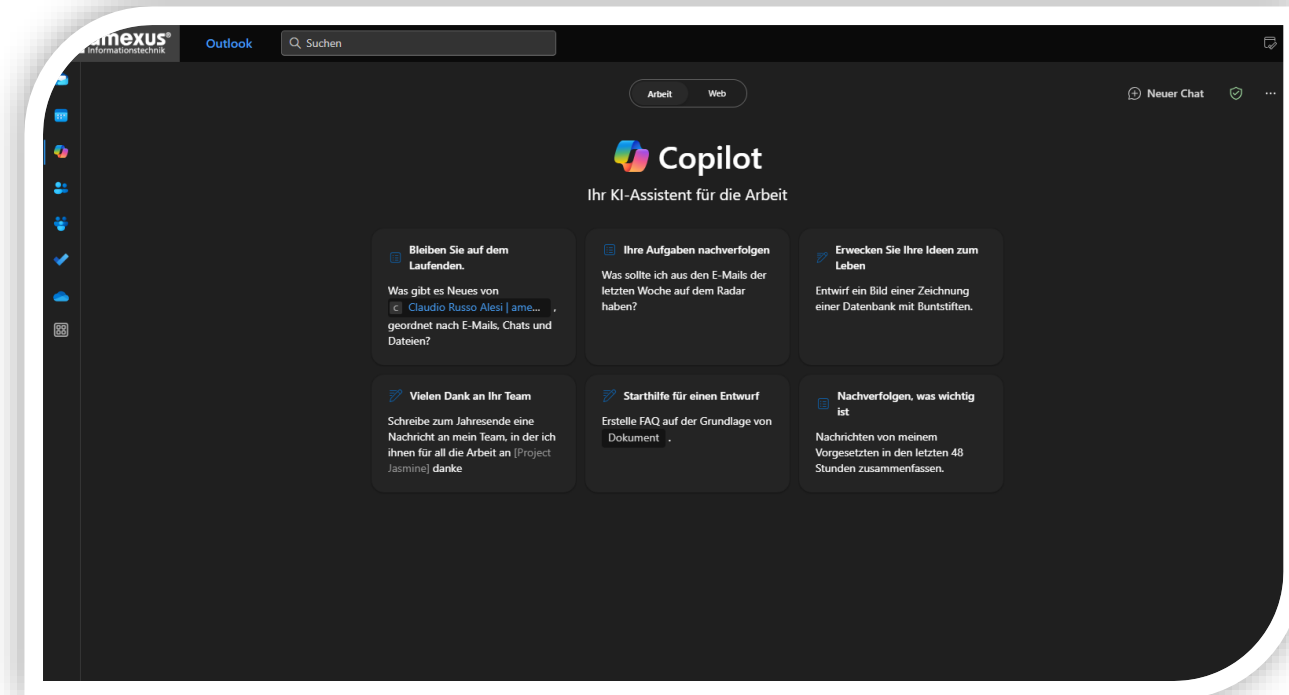 amexus®
Informationstechnik
Outlook
Suchen
Arbeit
Web
Neuer Chat
Copilot
Ihr KI-Assistent für die Arbeit
Bleiben Sie auf dem
Laufenden.
Was gibt es Neues von
C Claudio Russo Alesi | ame... ,
geordnet nach E-Mails, Chats und
Dateien?
Ihre Aufgaben nachverfolgen
Was sollte ich aus den E-Mails der
letzten Woche auf dem Radar
haben?
Erwecken Sie Ihre Ideen zum
Leben
Entwirf ein Bild einer Zeichnung
einer Datenbank mit Buntstiften.
Vielen Dank an Ihr Team
Schreibe zum Jahresende eine
Nachricht an mein Team, in der ich
ihnen für all die Arbeit an [Project
Jasmine] danke
Starthilfe für einen Entwurf
Erstelle FAQ auf der Grundlage von
Dokument .
Nachverfolgen, was wichtig
ist
Nachrichten von meinem
Vorgesetzten in den letzten 48
Stunden zusammenfassen.